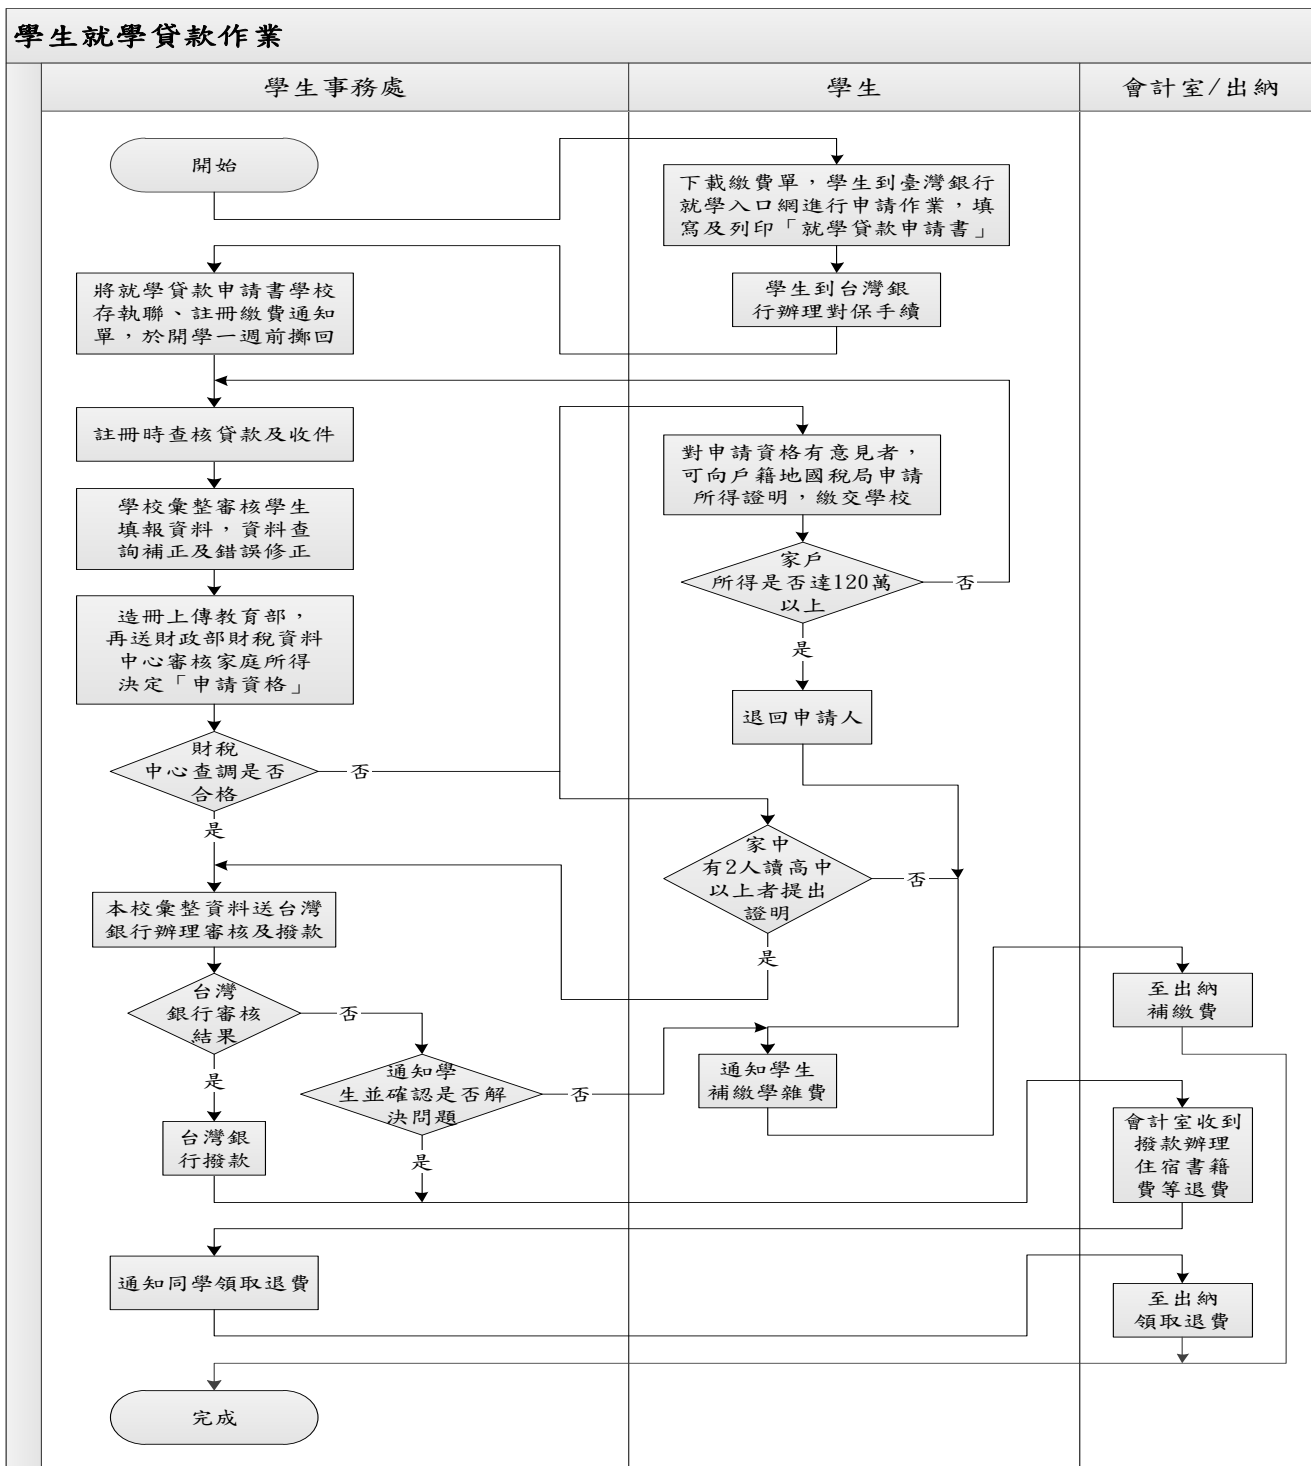 學生就學貸款作業
學生事務處
學生
會計室/出納
開始
下載繳費單，學生到臺灣銀行
就學入口網進行申請作業，填
寫及列印「就學貸款申請書」
學生到台灣銀
行辦理對保手續
將就學貸款申請書學校
存執聯、註冊繳費通知
單，於開學一週前擲回
註冊時查核貸款及收件
學校彙整審核學生
填報資料，資料查
詢補正及錯誤修正
造冊上傳教育部，
再送財政部財稅資料
中心審核家庭所得
決定「申請資格」
財稅
中心查調是否
合格
否
是
對申請資格有意見者，
可向戶籍地國稅局申請
所得證明，繳交學校
家戶
所得是否達120萬
以上
否
是
退回申請人
家中
有2人讀高中
以上者提出
證明
否
是
本校彙整資料送台灣
銀行辦理審核及撥款
台灣
銀行審核
結果
否
是
通知學
生並確認是否解
決問題
否
是
通知學生
補繳學雜費
至出納
補繳費
台灣銀
行撥款
會計室收到
撥款辦理
住宿書籍
費等退費
通知同學領取退費
至出納
領取退費
完成